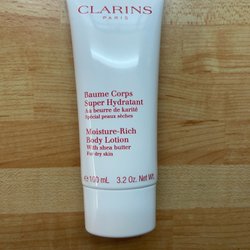 CLARINS
PARIS
Baume Corps
Super Hydratant
Au beurre de karité
Spécial peaux sèches
Moisture-Rich
Body Lotion
With shea butter
For dry skin
e 100 mL 3.2 Oz. Net Wt.